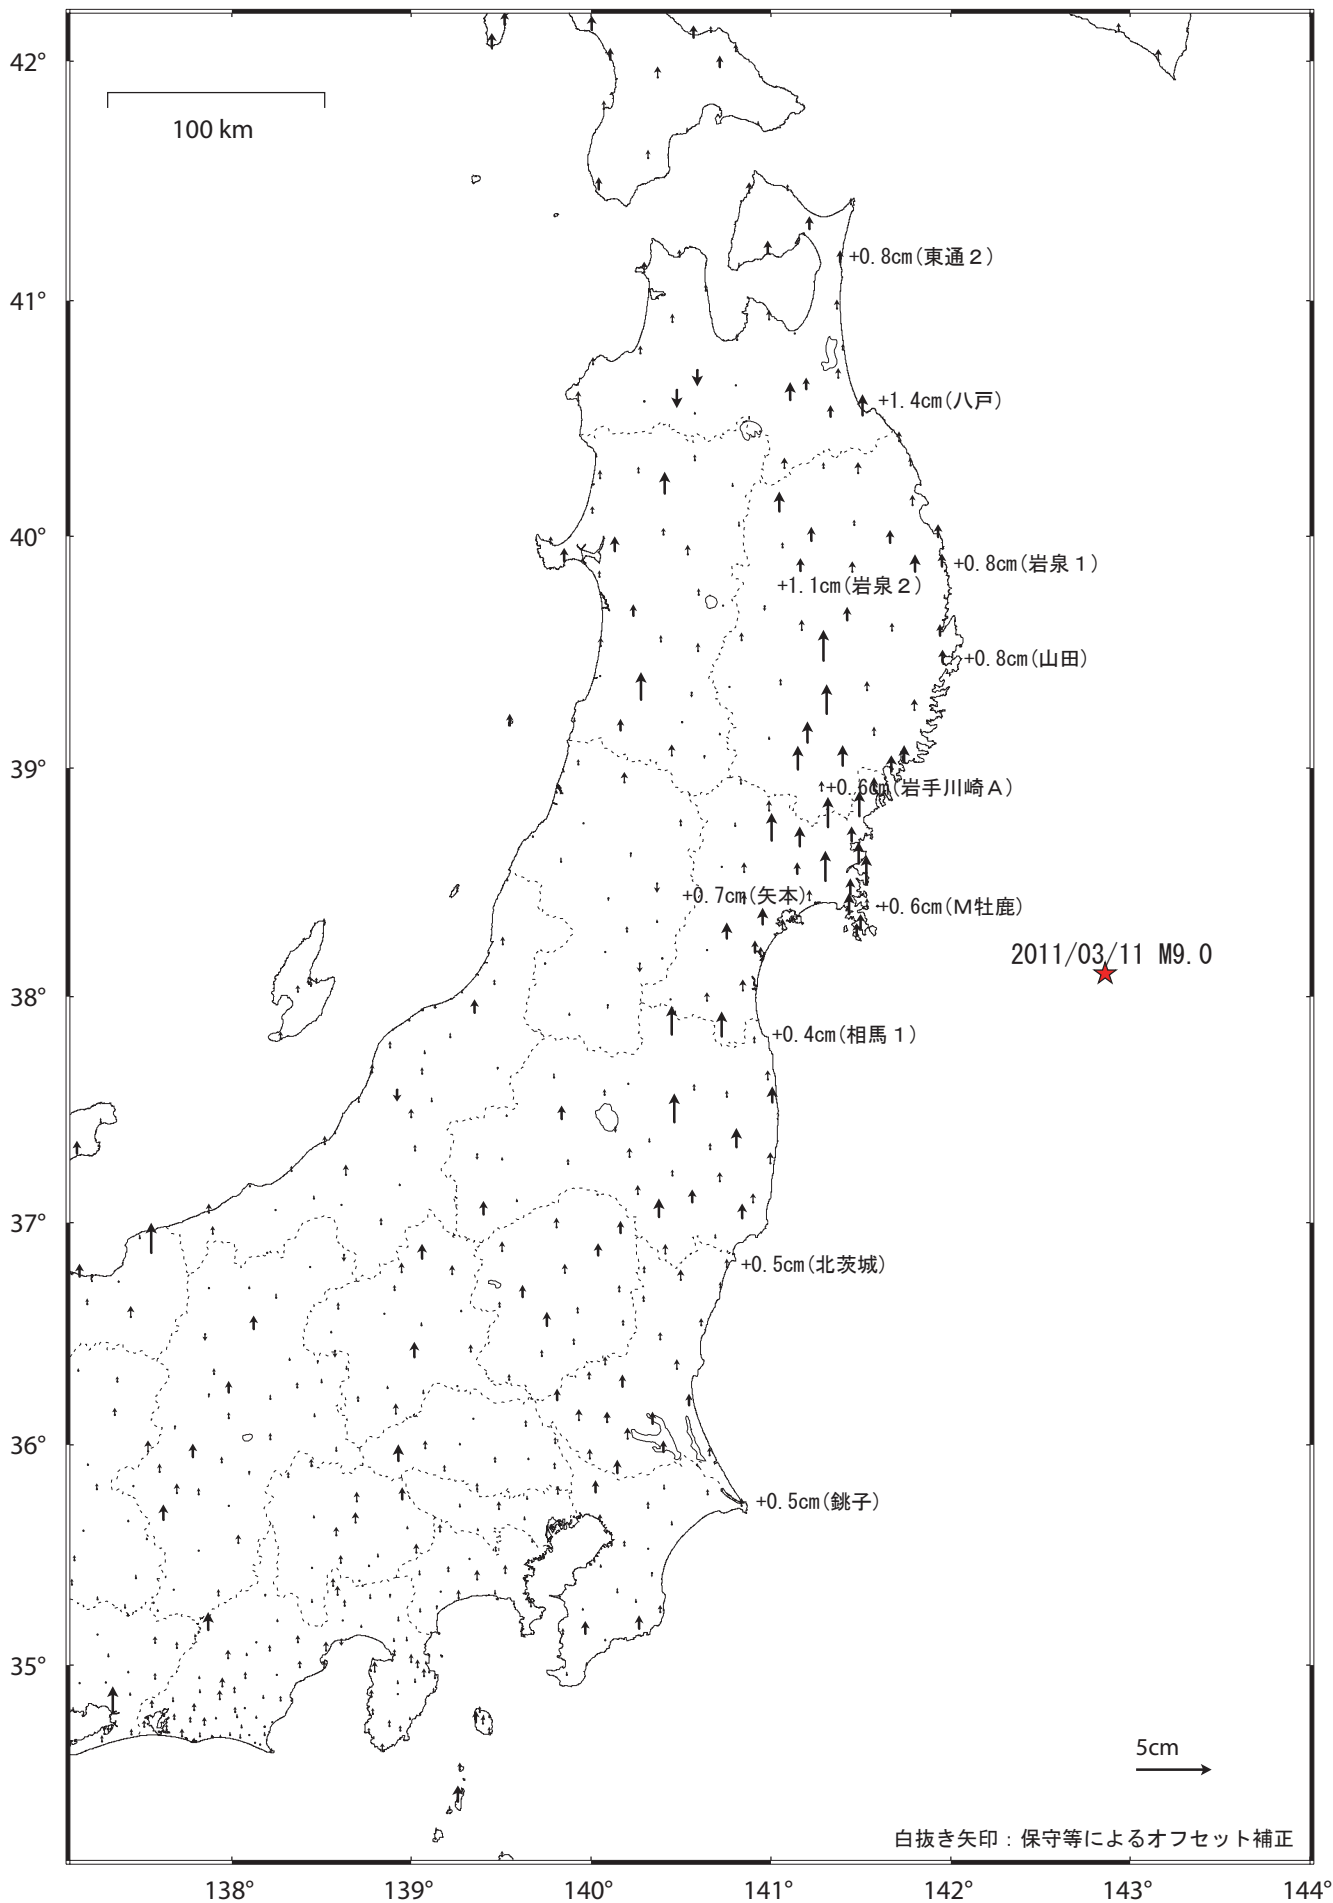 42°
100 km
+0.8cm(東通２)
41°
+1.4cm(八戸)
40°
+0.8cm(岩泉１)
+1.1cm(岩泉２)
+0.8cm(山田)
39°
+0.6cm(岩手川崎Ａ)
+0.7cm(矢本)
+0.6cm(Ｍ牡鹿)
2011/03/11 M9.0
38°
+0.4cm(相馬１)
37°
+0.5cm(北茨城)
36°
+0.5cm(銚子)
35°
5cm
白抜き矢印：保守等によるオフセット補正
138° 139° 140° 141° 142° 143° 144°